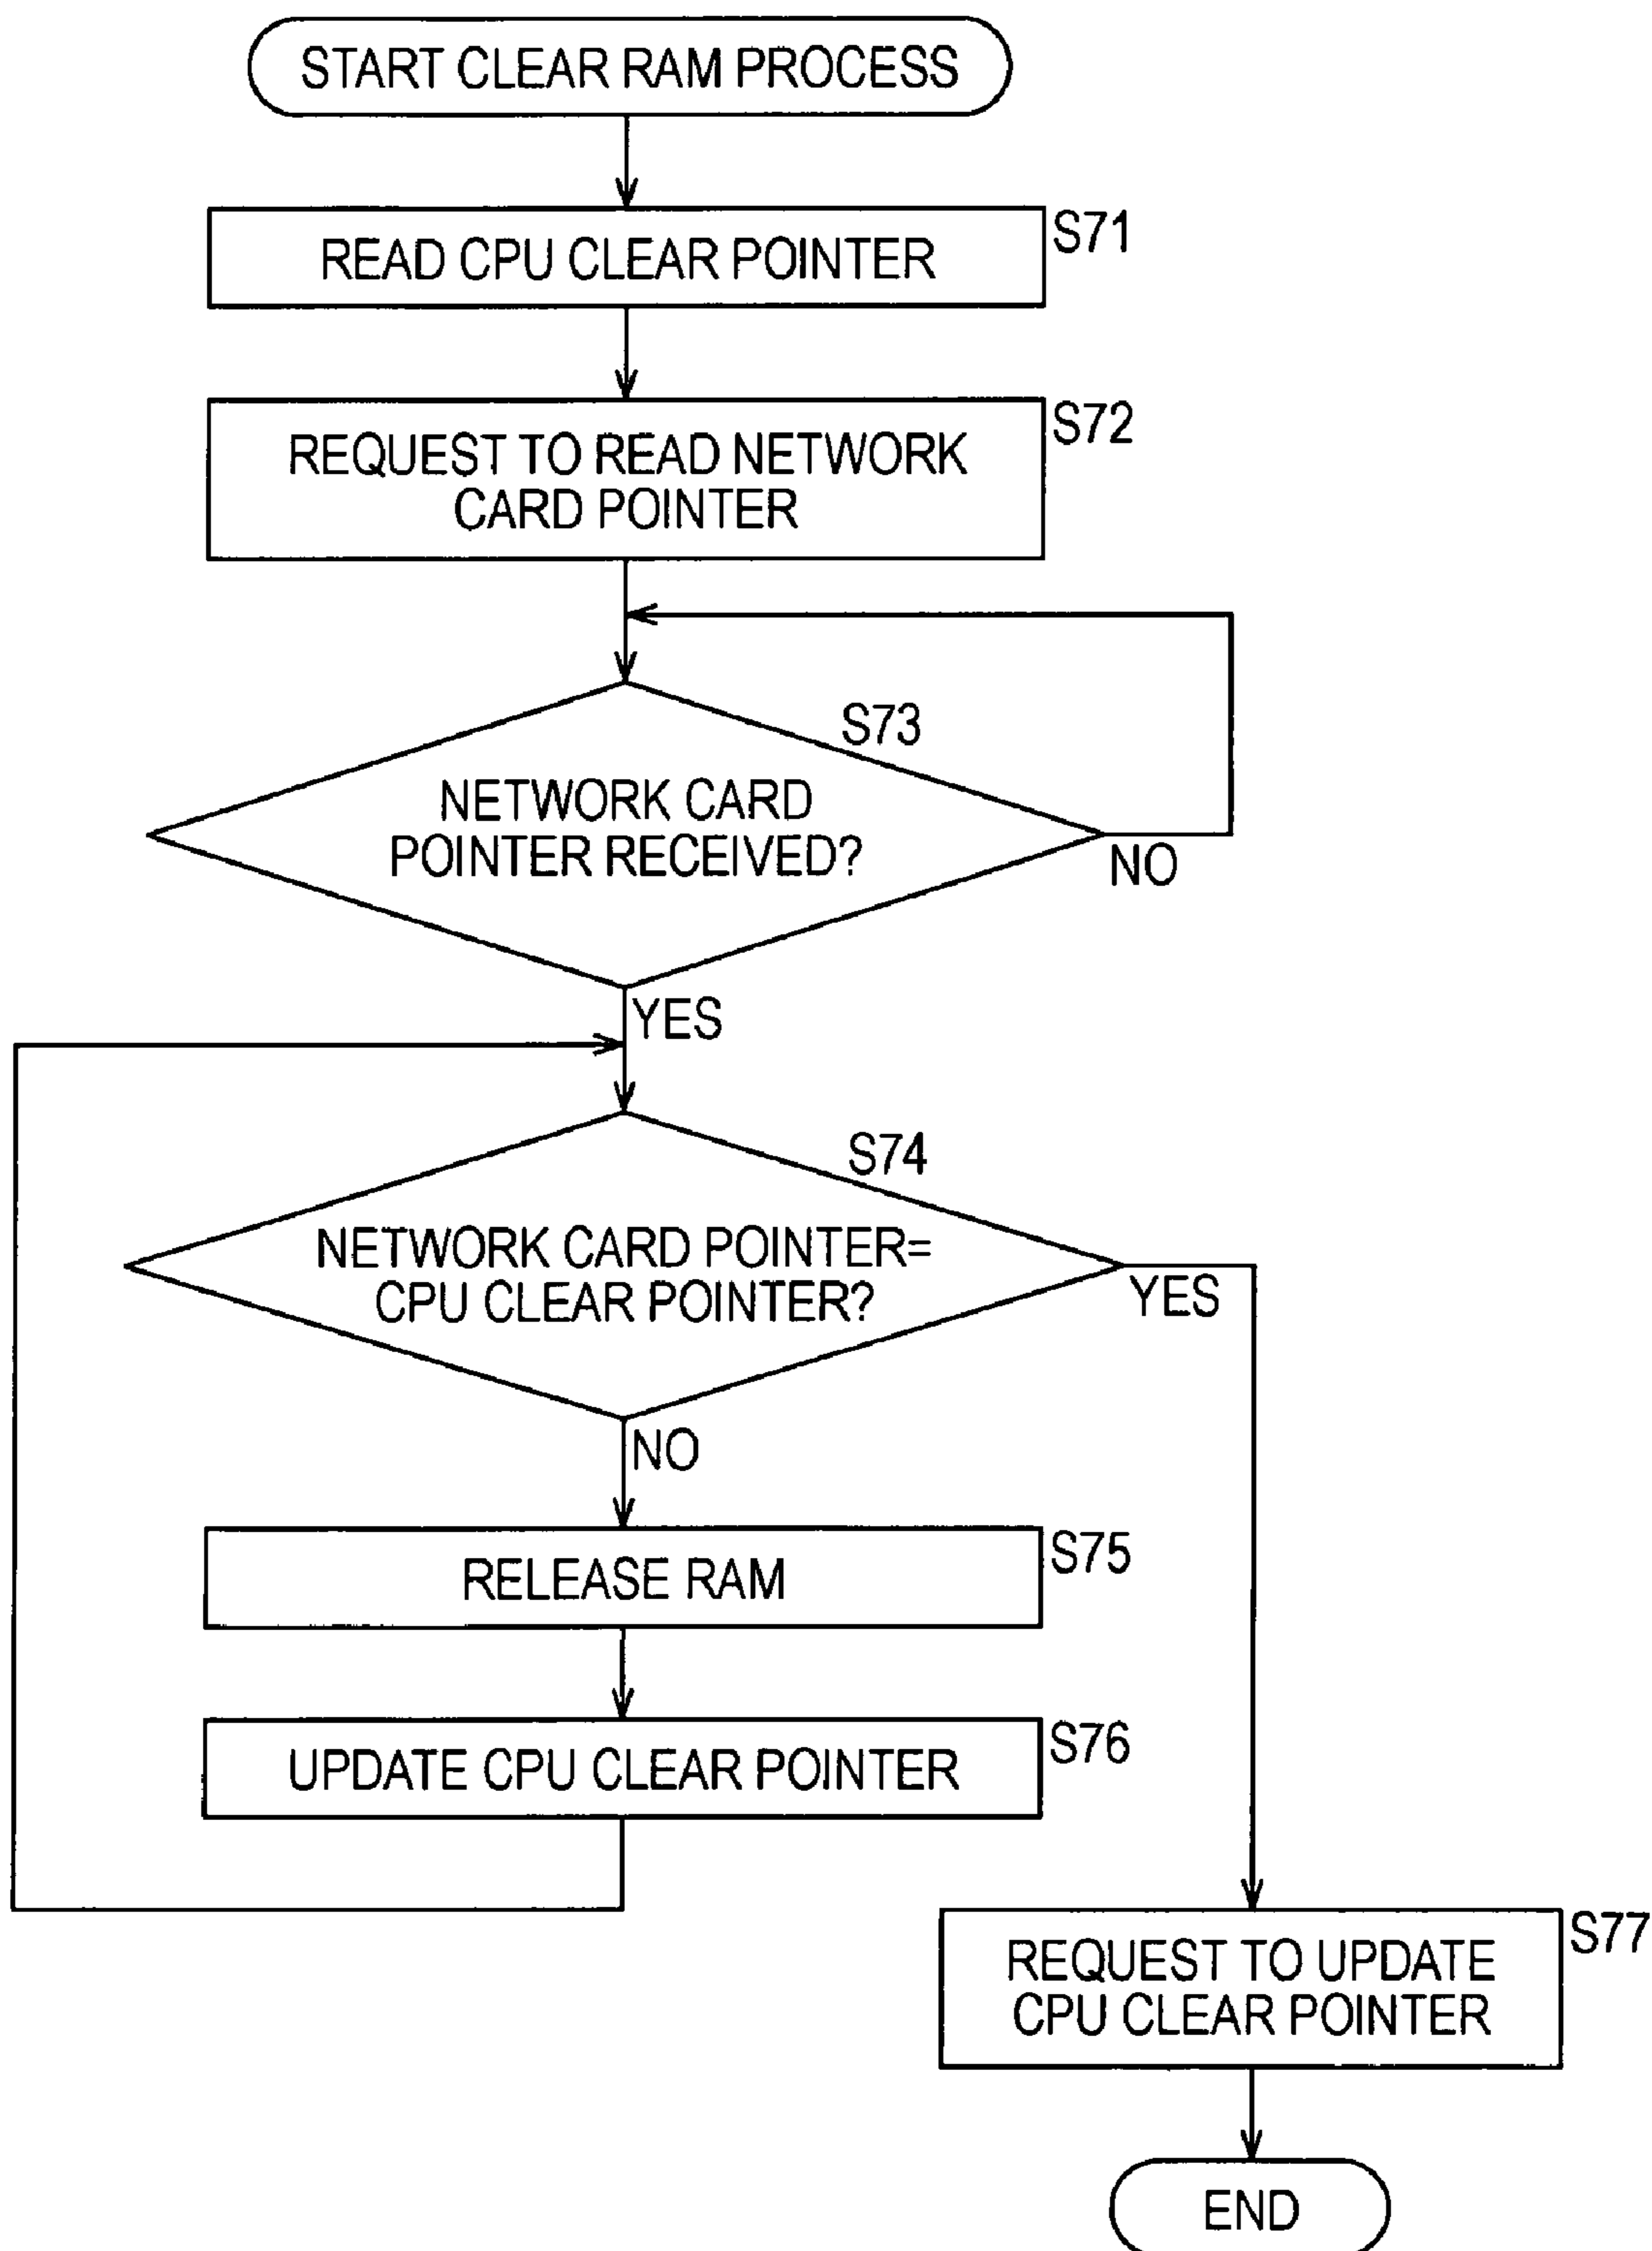 START CLEAR RAM PROCESS
READ CPU CLEAR POINTER
S71
REQUEST TO READ NETWORK
CARD POINTER
S72
S73
NETWORK CARD
POINTER RECEIVED?
NO
YES
S74
NETWORK CARD POINTER=
CPU CLEAR POINTER?
YES
NO
RELEASE RAM
S75
UPDATE CPU CLEAR POINTER
S76
REQUEST TO UPDATE
CPU CLEAR POINTER
S77
END